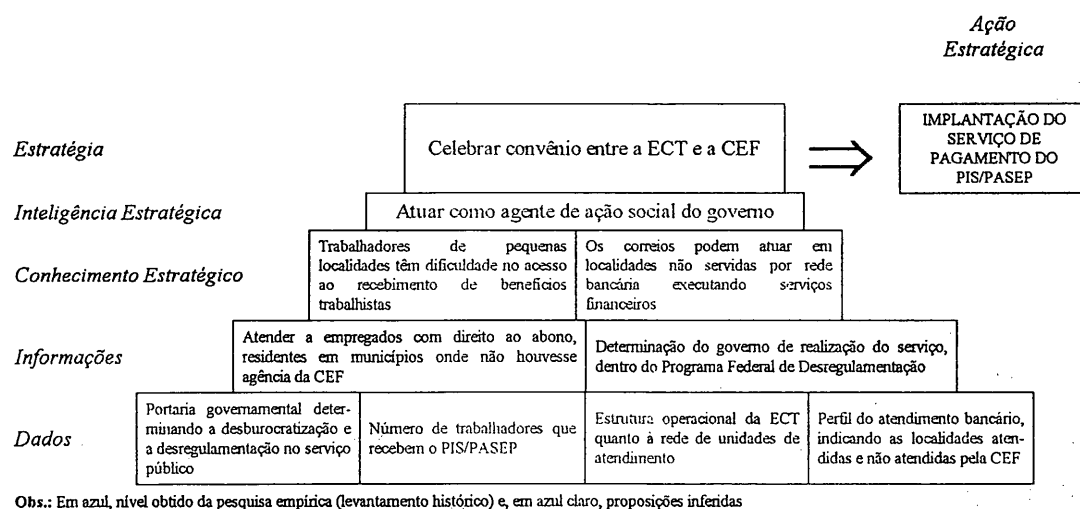 Ação
Estratégica
Estratégia
Celebrar convênio entre a ECT e a CEF
IMPLANTAÇÃO DO
SERVIÇO DE
PAGAMENTO DO
PIS/PASEP
Inteligência Estratégica
Atuar como agente de ação social do governo
Conhecimento Estratégico
Trabalhadores de pequenas
localidades têm dificuldade no acesso
ao recebimento de benefícios
trabalhistas
Os correios podem atuar em
localidades não servidas por rede
bancária executando serviços
financeiros
Informações
Atender a empregados com direito ao abono,
residentes em municípios onde não houvesse
agência da CEF
Determinação do governo de realização do serviço,
dentro do Programa Federal de Desregulamentação
Dados
Portaria governamental deter-
minando a desburocratização e
a desregulamentação no serviço
público
Número de trabalhadores que
recebem o PIS/PASEP
Estrutura operacional da ECT
quanto à rede de unidades de
atendimento
Perfil do atendimento bancário,
indicando as localidades aten-
didas e não atendidas pela CEF
Obs.: Em azul, nível obtido da pesquisa empírica (levantamento histórico) e, em azul claro, proposições inferidas